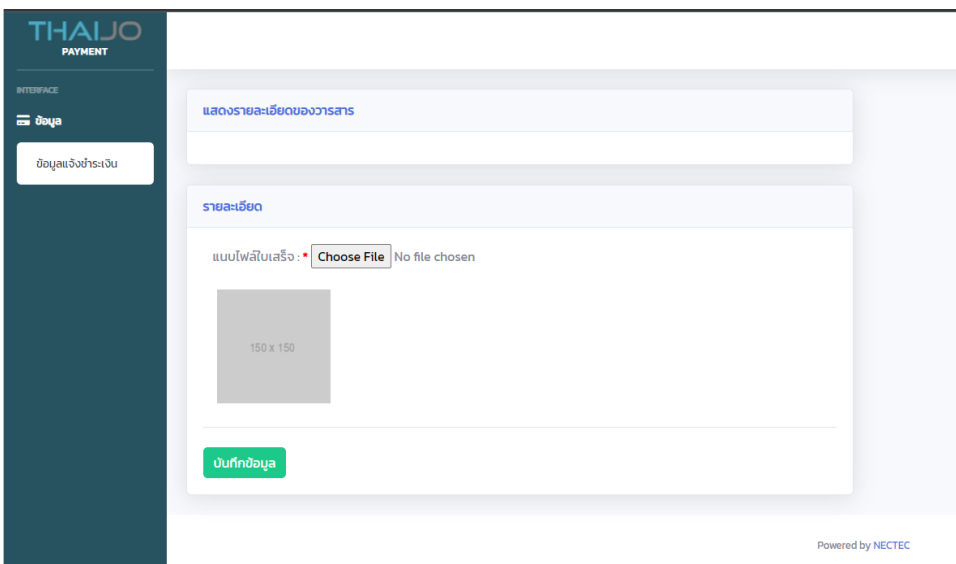 THAIJO
PAYMENT
INTERFACE
ข้อมูล
ข้อมูลแจ้งชำระเงิน
แสดงรายละเอียดของวารสาร
รายละเอียด
แนบไฟล์ใบเสร็จ : * Choose File No file chosen
150 x 150
บันทึกข้อมูล
Powered by NECTEC